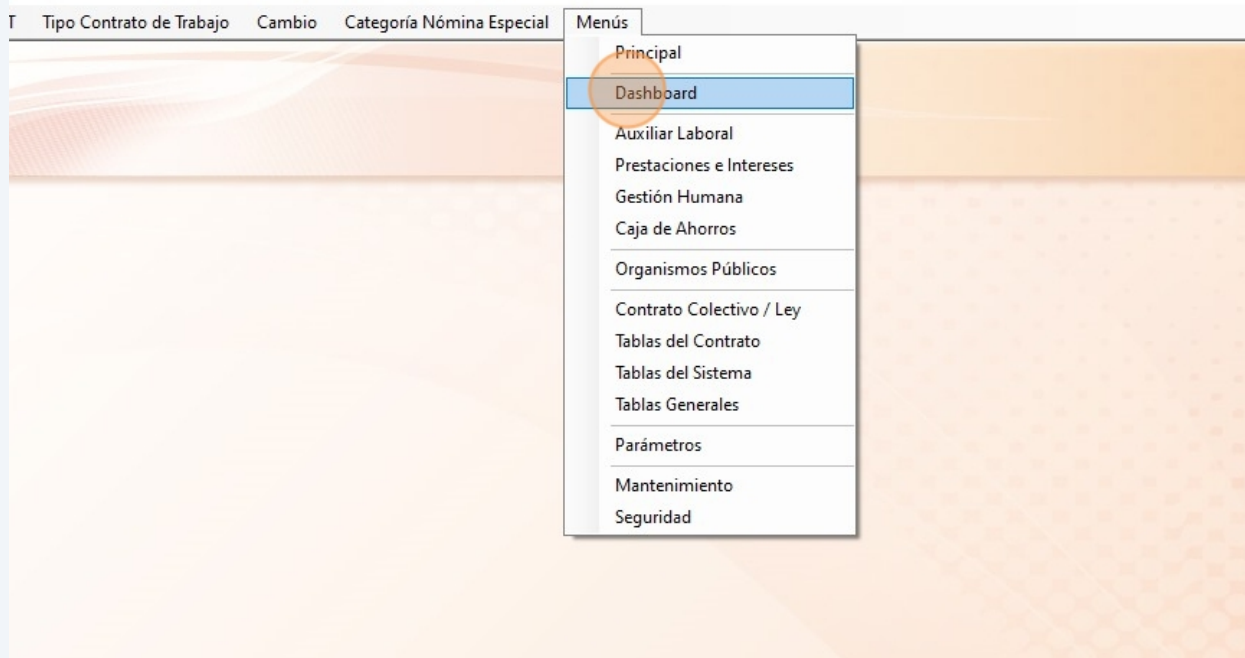 T Tipo Contrato de Trabajo Cambio Categoría Nómina Especial Menús
Principal
Dashboard
Auxiliar Laboral
Prestaciones e Intereses
Gestión Humana
Caja de Ahorros
Organismos Públicos
Contrato Colectivo / Ley
Tablas del Contrato
Tablas del Sistema
Tablas Generales
Parámetros
Mantenimiento
Seguridad